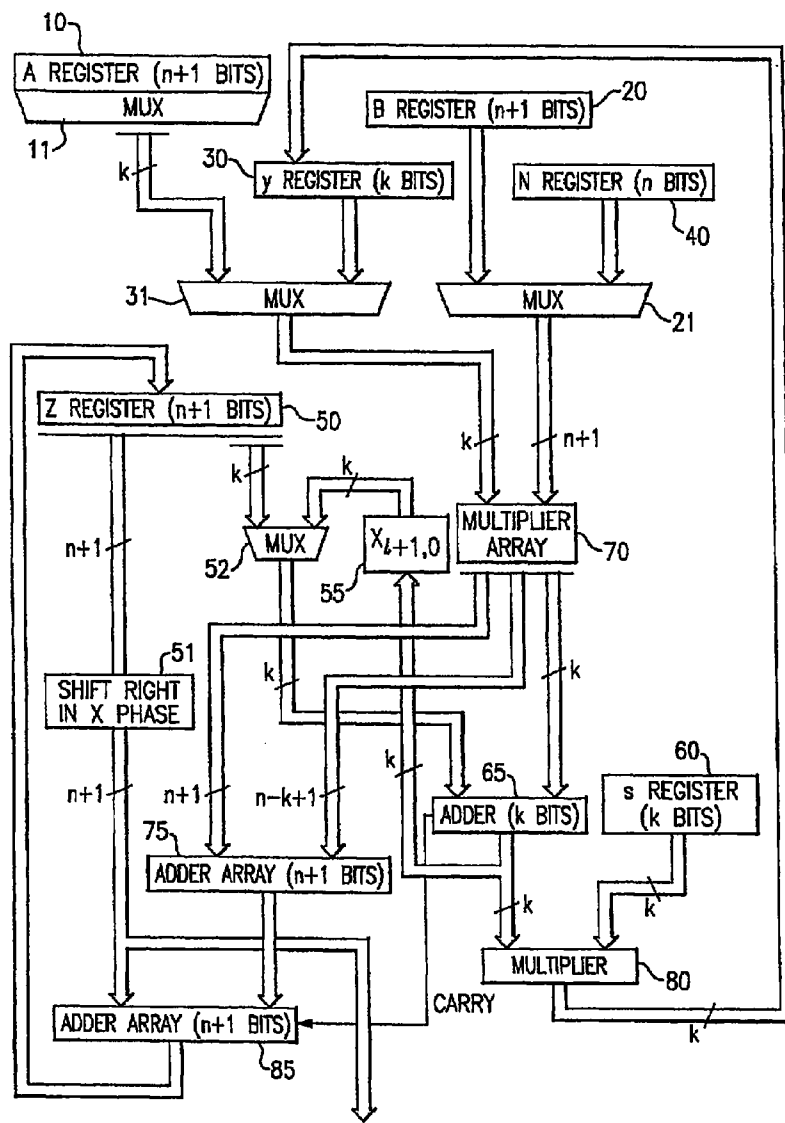 10
A REGISTER (n+1 BITS)
MUX
11
k
20
B REGISTER (n+1 BITS)
30
y REGISTER (k BITS)
N REGISTER (n BITS)
40
31
MUX
MUX
21
Z REGISTER (n+1 BITS)
50
k
k
k
n+1
n+1
MUX
52
X𝓁+1,0
55
MULTIPLIER
ARRAY
70
51
SHIFT RIGHT
IN X PHASE
k
k
k
n+1
n+1
n-k+1
65
ADDER (k BITS)
60
s REGISTER
(k BITS)
75
ADDER ARRAY (n+1 BITS)
k
k
MULTIPLIER
80
CARRY
ADDER ARRAY (n+1 BITS)
85
k